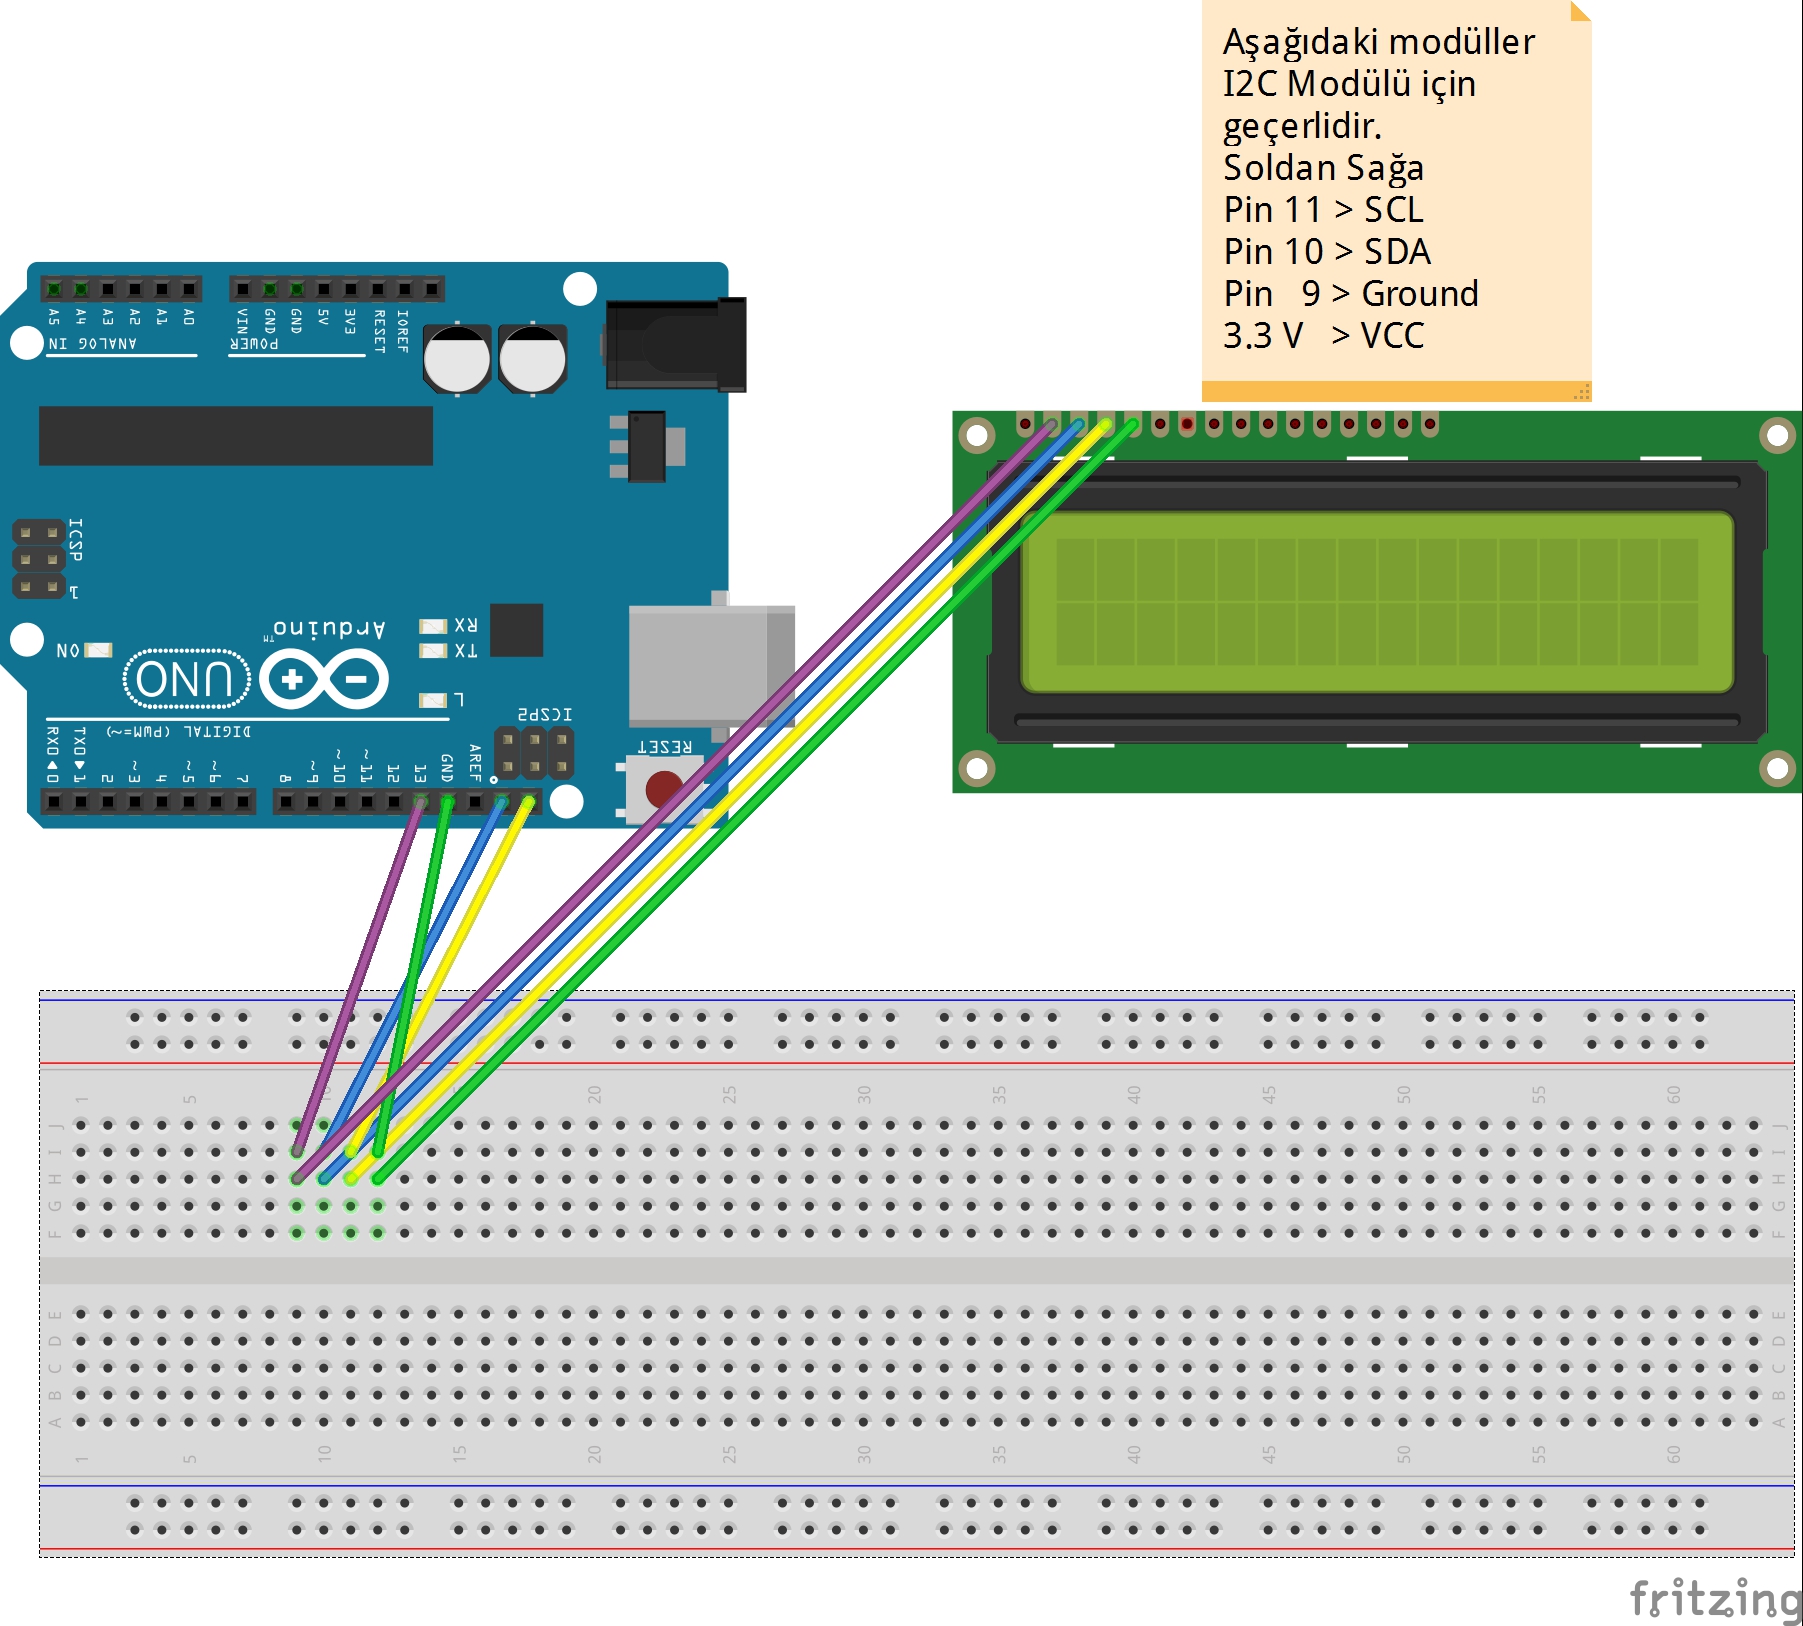 Aşağıdaki modüller
I2C Modülü için
geçerlidir.
Soldan Sağa
Pin 11 > SCL
Pin 10 > SDA
Pin 9 > Ground
3.3 V > VCC
A5 A4 A3 A2 A1 A0 VIN GND GND 5V 3V3 RESET IOREF
ANALOG IN POWER
ICSP
1
Arduino™
RX
ON TX
UNO
L
ICSP2
DIGITAL (PWM=~)
RESET
RX0 TX0 ~ ~ ~ ~ ~ ~ AREF
0 1 2 ~3 4 ~5 ~6 7 8 ~9 ~10 ~11 12 13 GND
1 5 10 20 25 30 35 40 45 50 55 60
J J
I I
H H
G G
F F
E E
D D
C C
B B
A A
1 5 10 15 20 25 30 35 40 45 50 55 60
fritzing